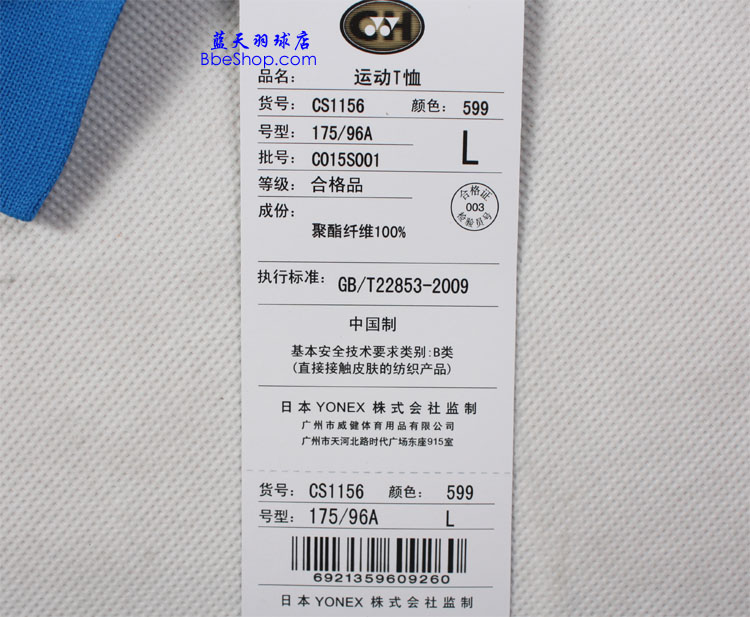 蓝天羽球店
BbeShop.com
品名: 运动T恤
货号: CS1156 颜色: 599
号型: 175/96A L
批号: C015S001
等级: 合格品
合格证
003
检验员号
成份:
聚酯纤维100%
执行标准: GB/T22853-2009
中国制
基本安全技术要求类别:B类
(直接接触皮肤的纺织产品)
日本 YONEX 株式会社监制
广州市威健体育用品有限公司
广州市天河北路时代广场东座915室
货号: CS1156 颜色: 599
号型: 175/96A L
6921359609260
日本 YONEX 株式会社监制